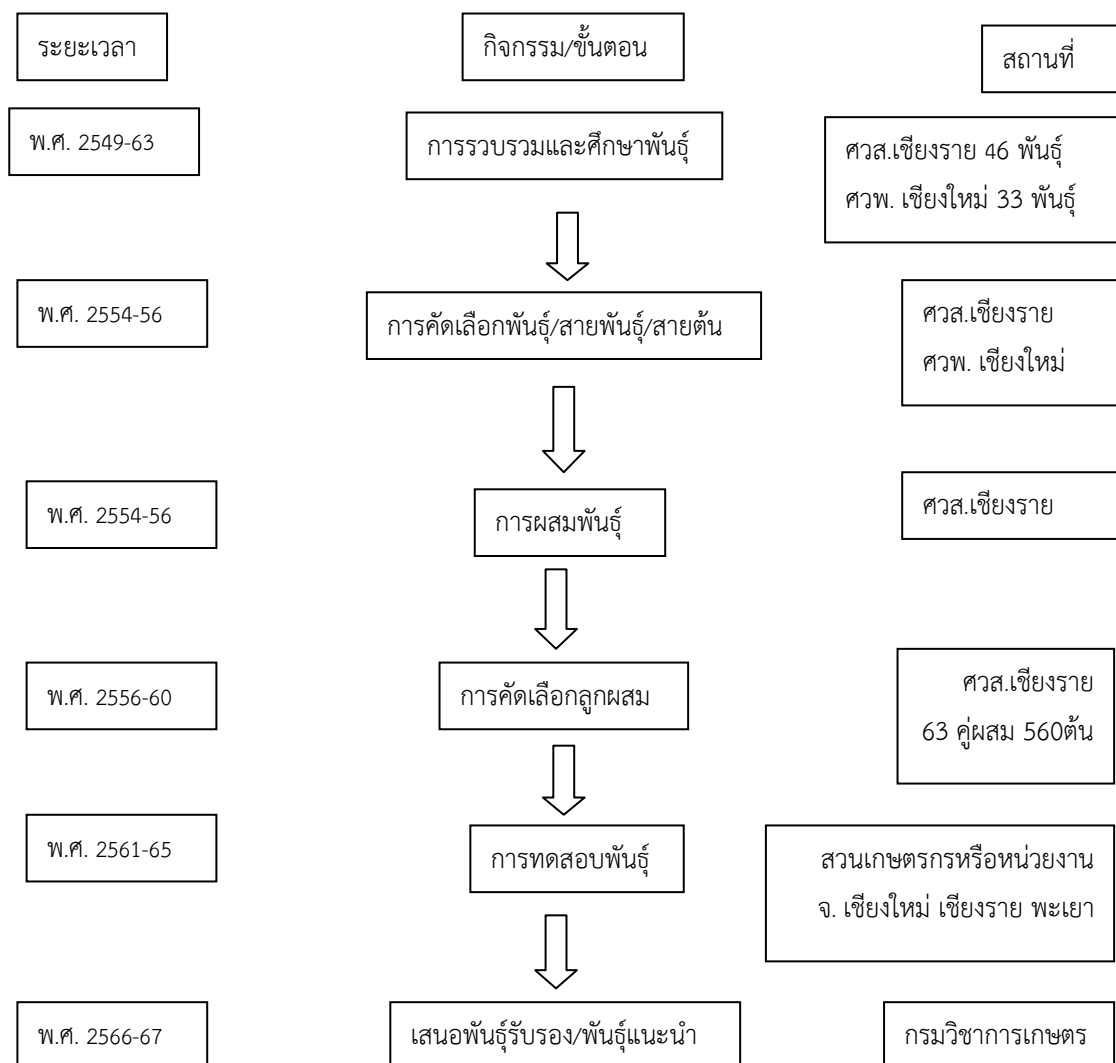 ระยะเวลา
กิจกรรม/ขั้นตอน
สถานที่
พ.ศ. 2549-63
การรวบรวมและศึกษาพันธุ์
ศวส.เชียงราย 46 พันธุ์
ศวพ. เชียงใหม่ 33 พันธุ์
พ.ศ. 2554-56
การคัดเลือกพันธุ์/สายพันธุ์/สายต้น
ศวส.เชียงราย
ศวพ. เชียงใหม่
พ.ศ. 2554-56
การผสมพันธุ์
ศวส.เชียงราย
พ.ศ. 2556-60
การคัดเลือกลูกผสม
ศวส.เชียงราย
63 คู่ผสม 560ต้น
พ.ศ. 2561-65
การทดสอบพันธุ์
สวนเกษตรกรหรือหน่วยงาน
จ. เชียงใหม่ เชียงราย พะเยา
พ.ศ. 2566-67
เสนอพันธุ์รับรอง/พันธุ์แนะนำ
กรมวิชาการเกษตร